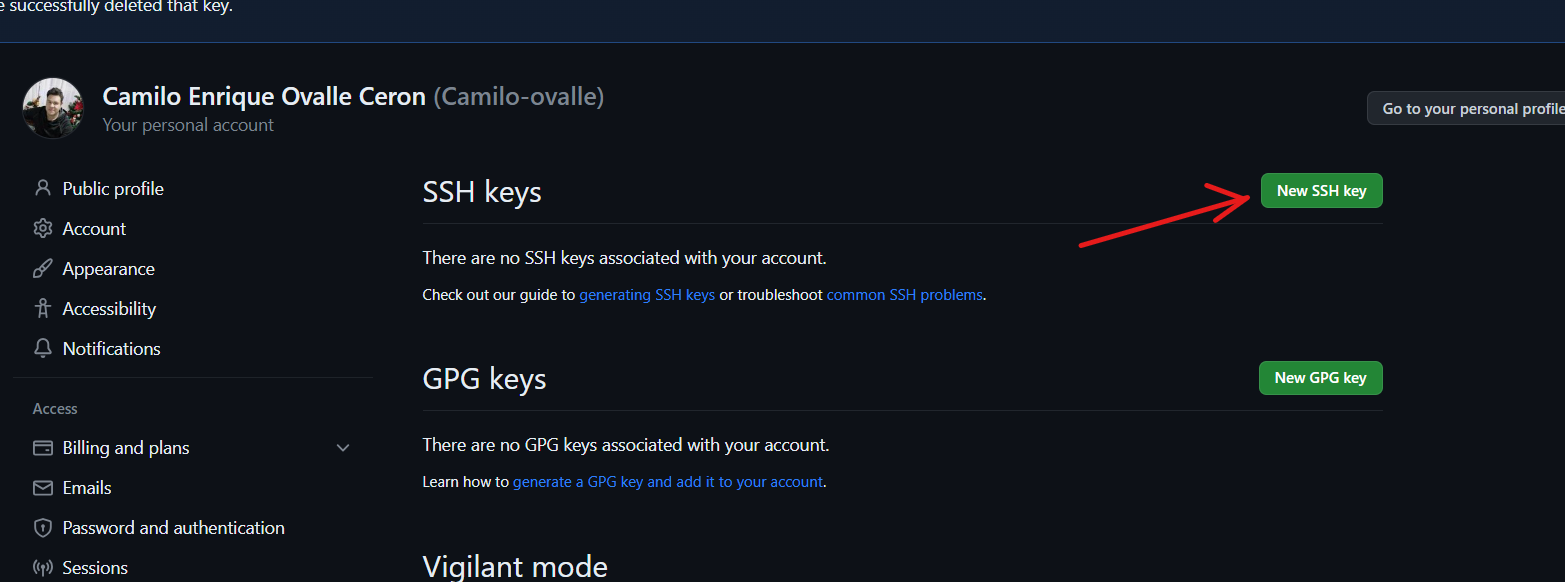 e successfully deleted that key.
Camilo Enrique Ovalle Ceron (Camilo-ovalle)
Your personal account
Go to your personal profile
Public profile
Account
Appearance
Accessibility
Notifications
Access
Billing and plans
Emails
Password and authentication
Sessions
SSH keys
New SSH key
There are no SSH keys associated with your account.
Check out our guide to generating SSH keys or troubleshoot common SSH problems.
GPG keys
New GPG key
There are no GPG keys associated with your account.
Learn how to generate a GPG key and add it to your account.
Vigilant mode